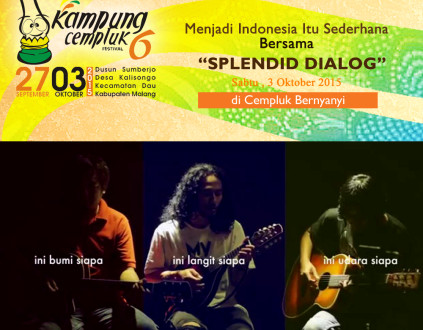 Kampung
Cempluk
FESTIVAL
6
27 03
SEPTEMBER OKTOBER
2015
Dusun Sumberjo
Desa Kalisongo
Kecamatan Dau
Kabupaten Malang
Menjadi Indonesia Itu Sederhana
Bersama
“SPLENDID DIALOG”
Sabtu , 3 Oktober 2015
di Cempluk Bernyanyi
ini bumi siapa
ini langit siapa
ini udara siapa